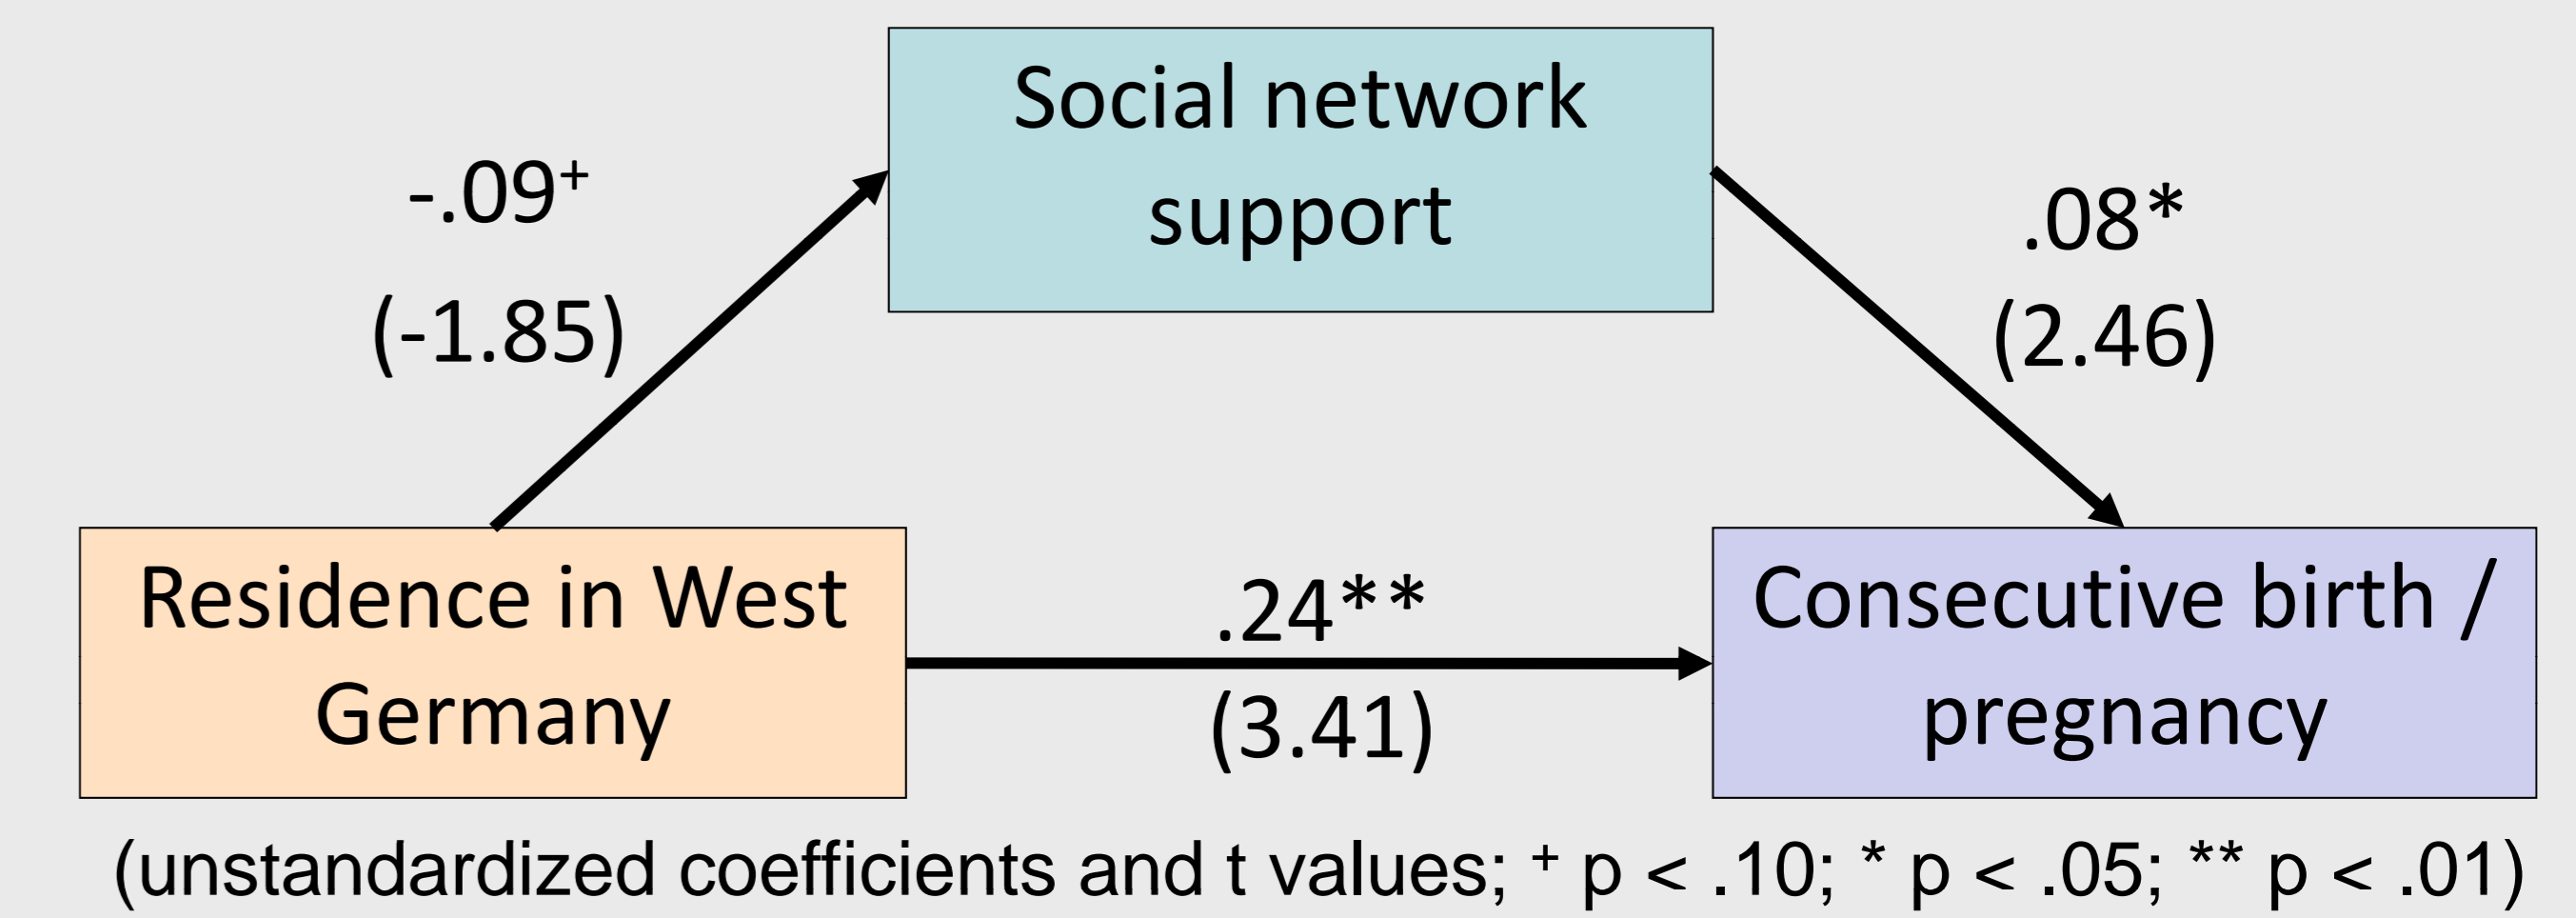 Social network
support
-.09⁺
(-1.85)
.08*
(2.46)
Residence in West
Germany
.24**
(3.41)
Consecutive birth /
pregnancy
(unstandardized coefficients and t values; ⁺ p < .10; * p < .05; ** p < .01)